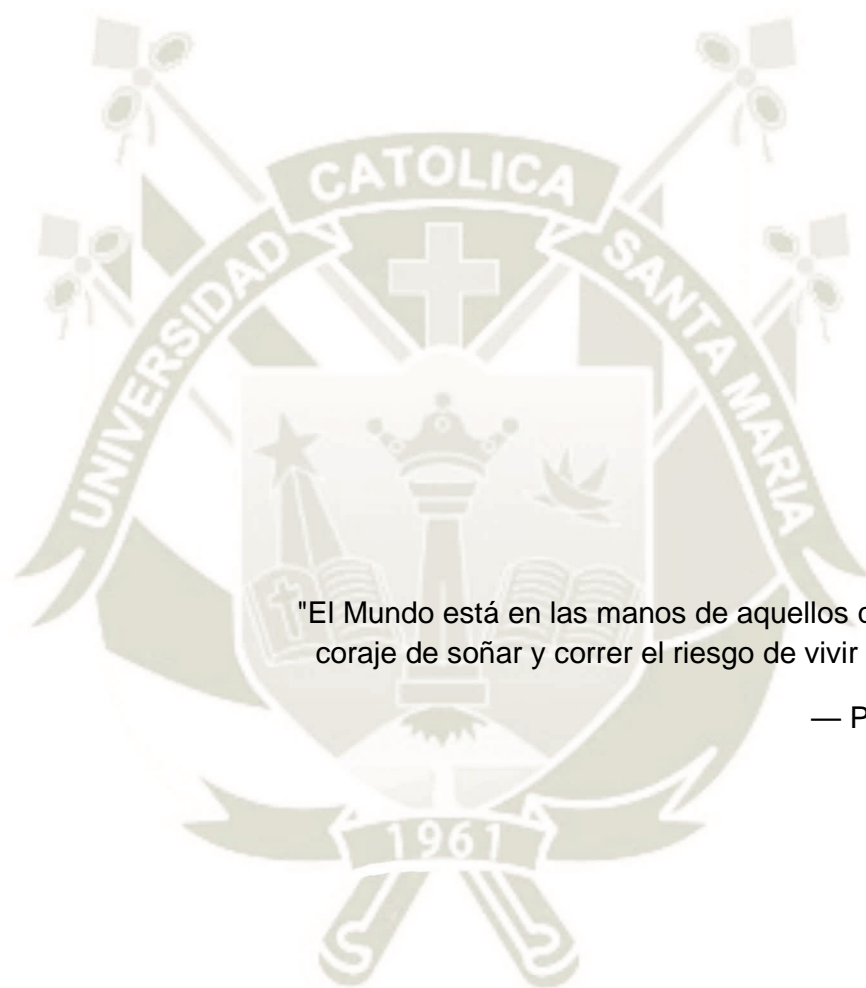 CATOLICA
UNIVERSIDAD
SANTA MARIA
"El Mundo está en las manos de aquellos
coraje de soñar y correr el riesgo de vivir
— P
1961